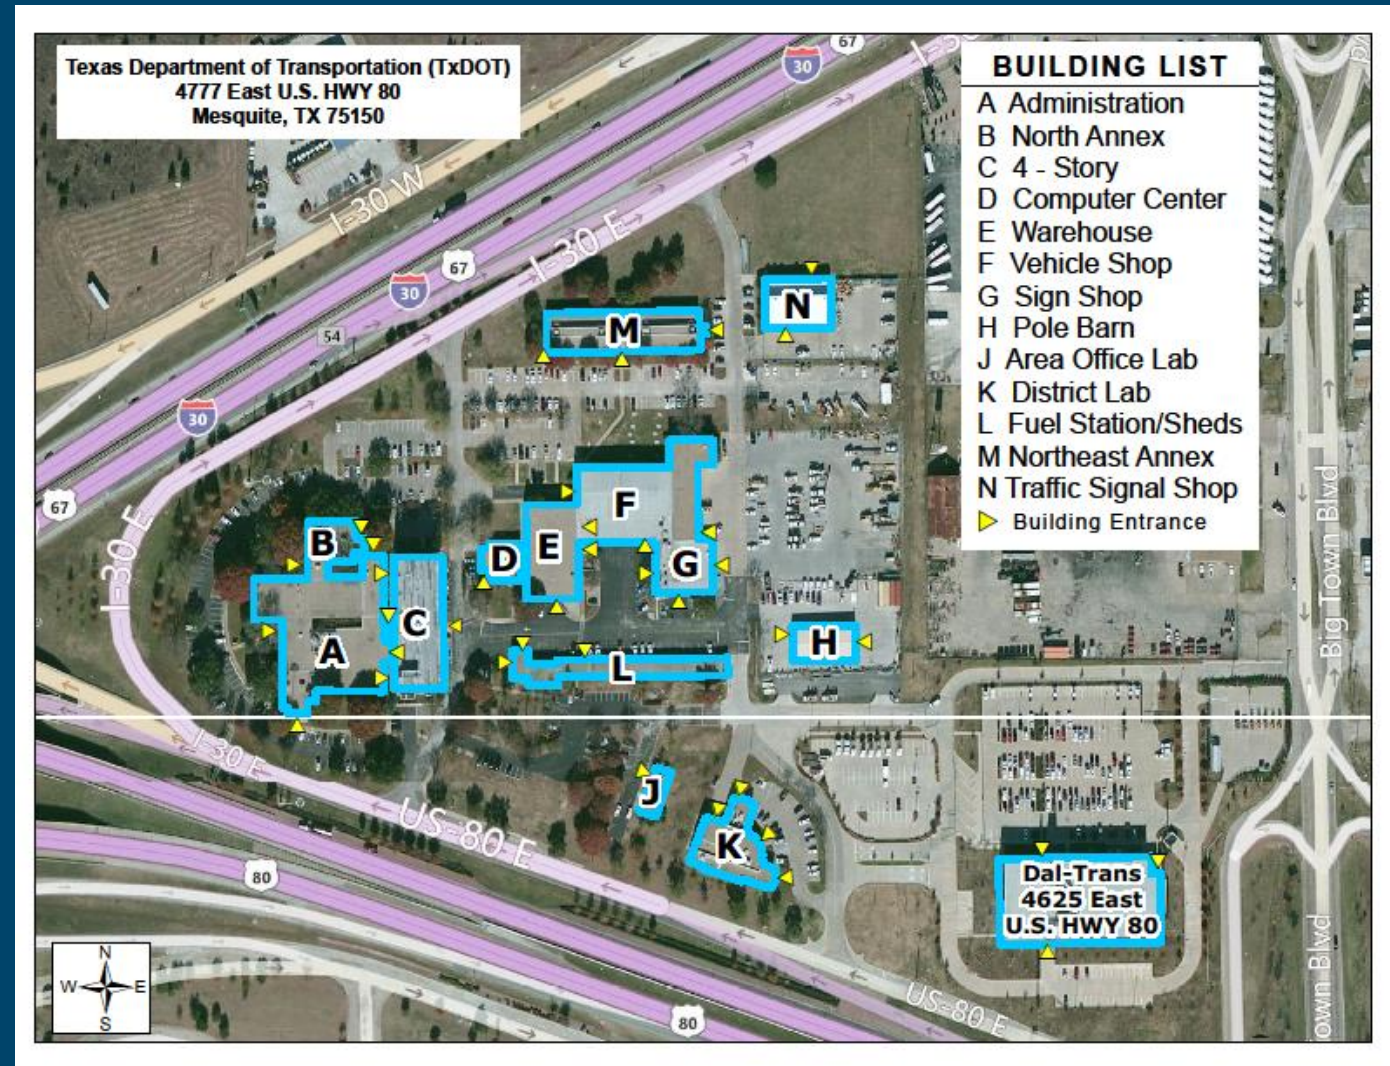 Texas Department of Transportation (TxDOT)
4777 East U.S. HWY 80
Mesquite, TX 75150
BUILDING LIST
A Administration
B North Annex
C 4 - Story
D Computer Center
E Warehouse
F Vehicle Shop
G Sign Shop
H Pole Barn
J Area Office Lab
K District Lab
L Fuel Station/Sheds
M Northeast Annex
N Traffic Signal Shop
Building Entrance
67
30
I-30 W
I-30 E
67
30
54
30
67
I-30 E
M
N
F
B
D
E
G
C
A
H
L
Big Town Blvd
I-30 E
US-80 E
J
K
80
Dal-Trans
4625 East
U.S. HWY 80
N
W E
S
US-80 E
80
Town Blvd